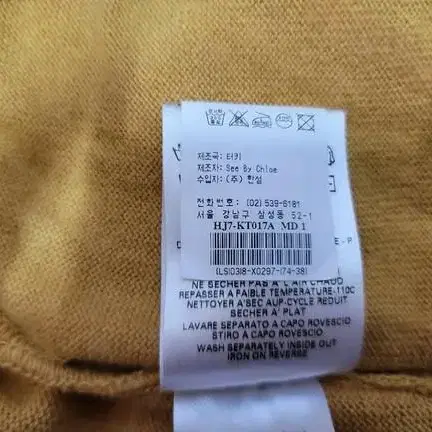 제조국: 터키
제조자: See By Chloe
수입자: (주) 한섬
전화번호: (02) 539-6181
서울 강남구 삼성동 52-1
HJ7-KT017A MD 1
(LS)0318-X0297-(74-38)
E - P
NE SECHER PAS A L'AIR CHAUD
REPASSER A FAIBLE TEMPERATURE-110C
NETTOYER A'SEC AUP-CYCLE REDUIT
SECHER A' PLAT
LAVARE SEPARATO A CAPO ROVESCIO
STIRO A CAPO ROVESCIO
WASH SEPARATELY INSIDE OUT
IRON ON REVERSE